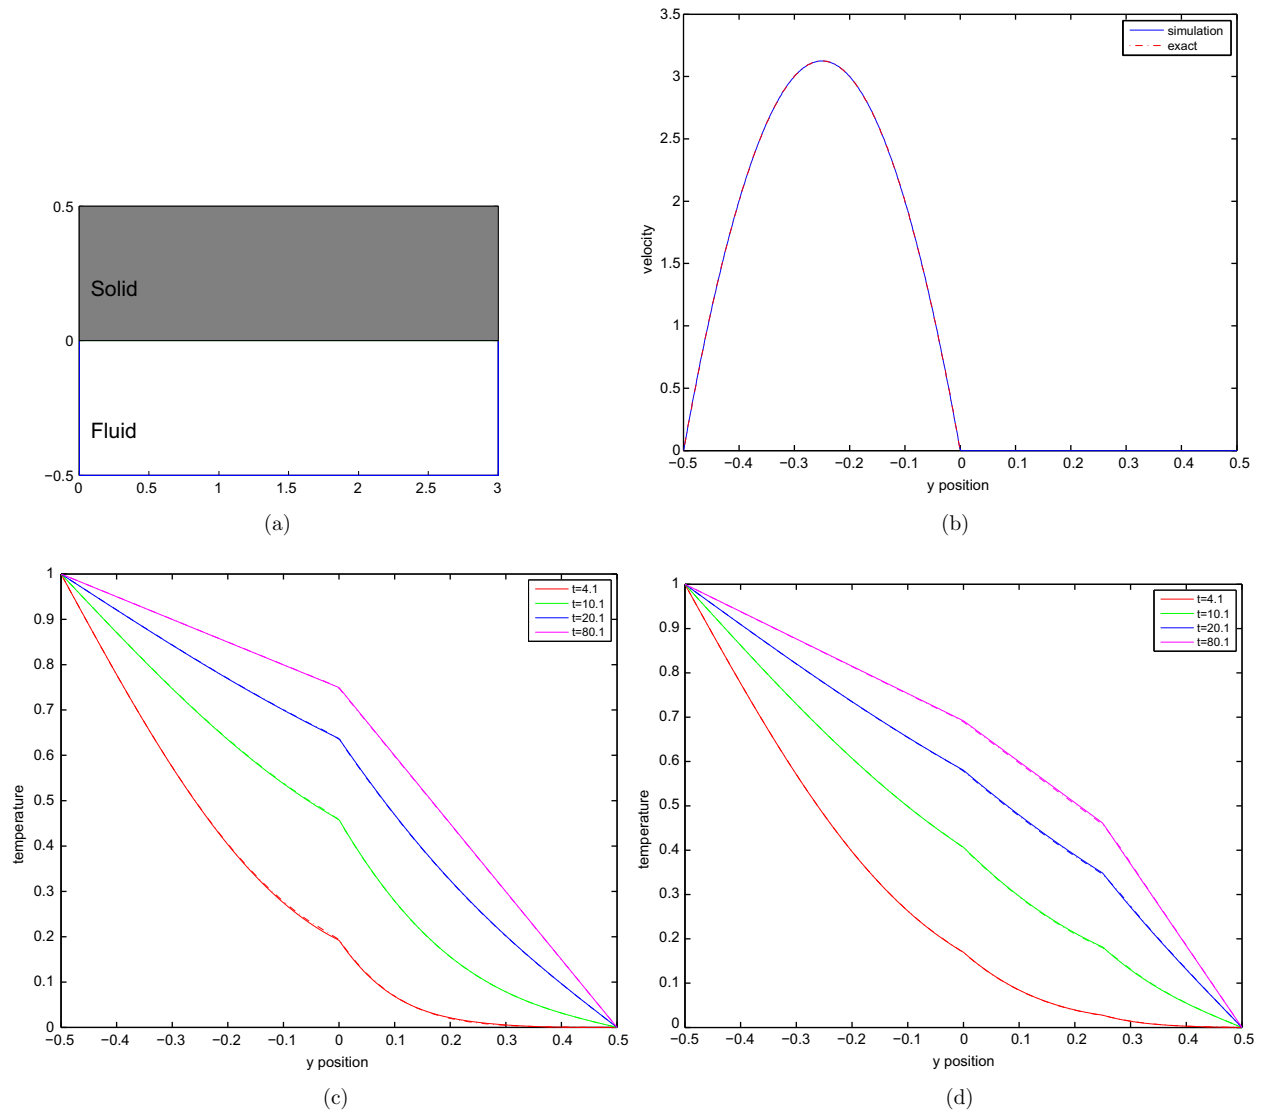 0.5
Solid
0
Fluid
−0.5
0 0.5 1 1.5 2 2.5 3
(a)
3.5
3
2.5
2
1.5
1
0.5
0
velocity
simulation
exact
−0.5 −0.4 −0.3 −0.2 −0.1 0 0.1 0.2 0.3 0.4 0.5
y position
(b)
1
0.9
0.8
0.7
0.6
0.5
0.4
0.3
0.2
0.1
0
temperature
t=4.1
t=10.1
t=20.1
t=80.1
−0.5 −0.4 −0.3 −0.2 −0.1 0 0.1 0.2 0.3 0.4 0.5
y position
(c)
1
0.9
0.8
0.7
0.6
0.5
0.4
0.3
0.2
0.1
0
temperature
t=4.1
t=10.1
t=20.1
t=80.1
−0.5 −0.4 −0.3 −0.2 −0.1 0 0.1 0.2 0.3 0.4 0.5
y position
(d)